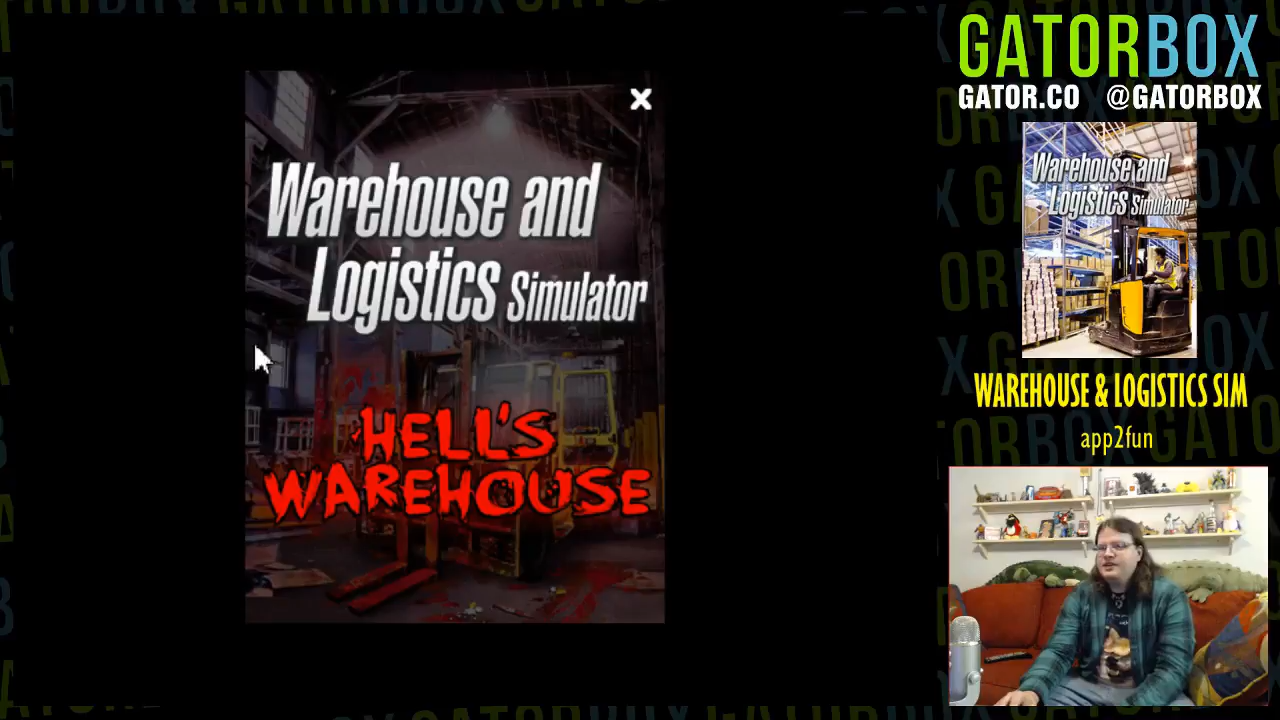 Warehouse and
Logistics Simulator
HELL'S
WAREHOUSE
GATORBOX
GATOR.CO @GATORBOX
Warehouse and
Logistics Simulator
WAREHOUSE & LOGISTICS SIM
app2fun